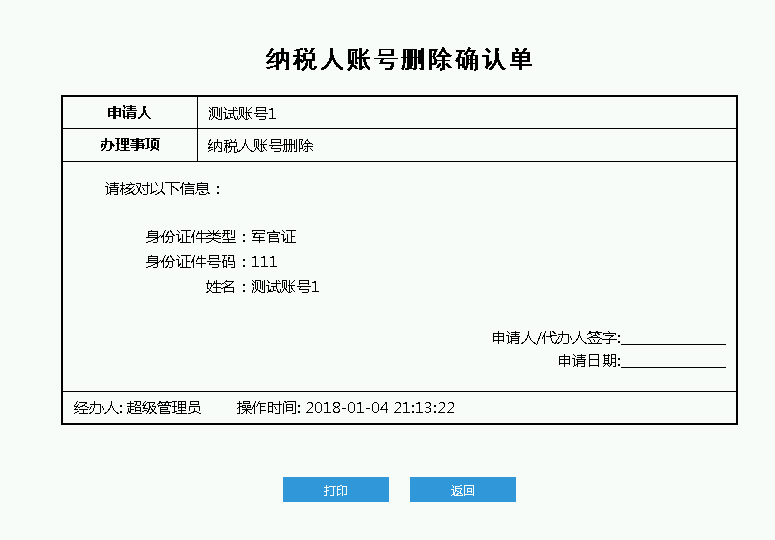 纳税人账号删除确认单
申请人 测试账号1
办理事项 纳税人账号删除
请核对以下信息：
身份证件类型：军官证
身份证件号码：111
姓名：测试账号1
申请人/代办人签字:______________
申请日期:______________
经办人: 超级管理员 操作时间: 2018-01-04 21:13:22
打印 返回